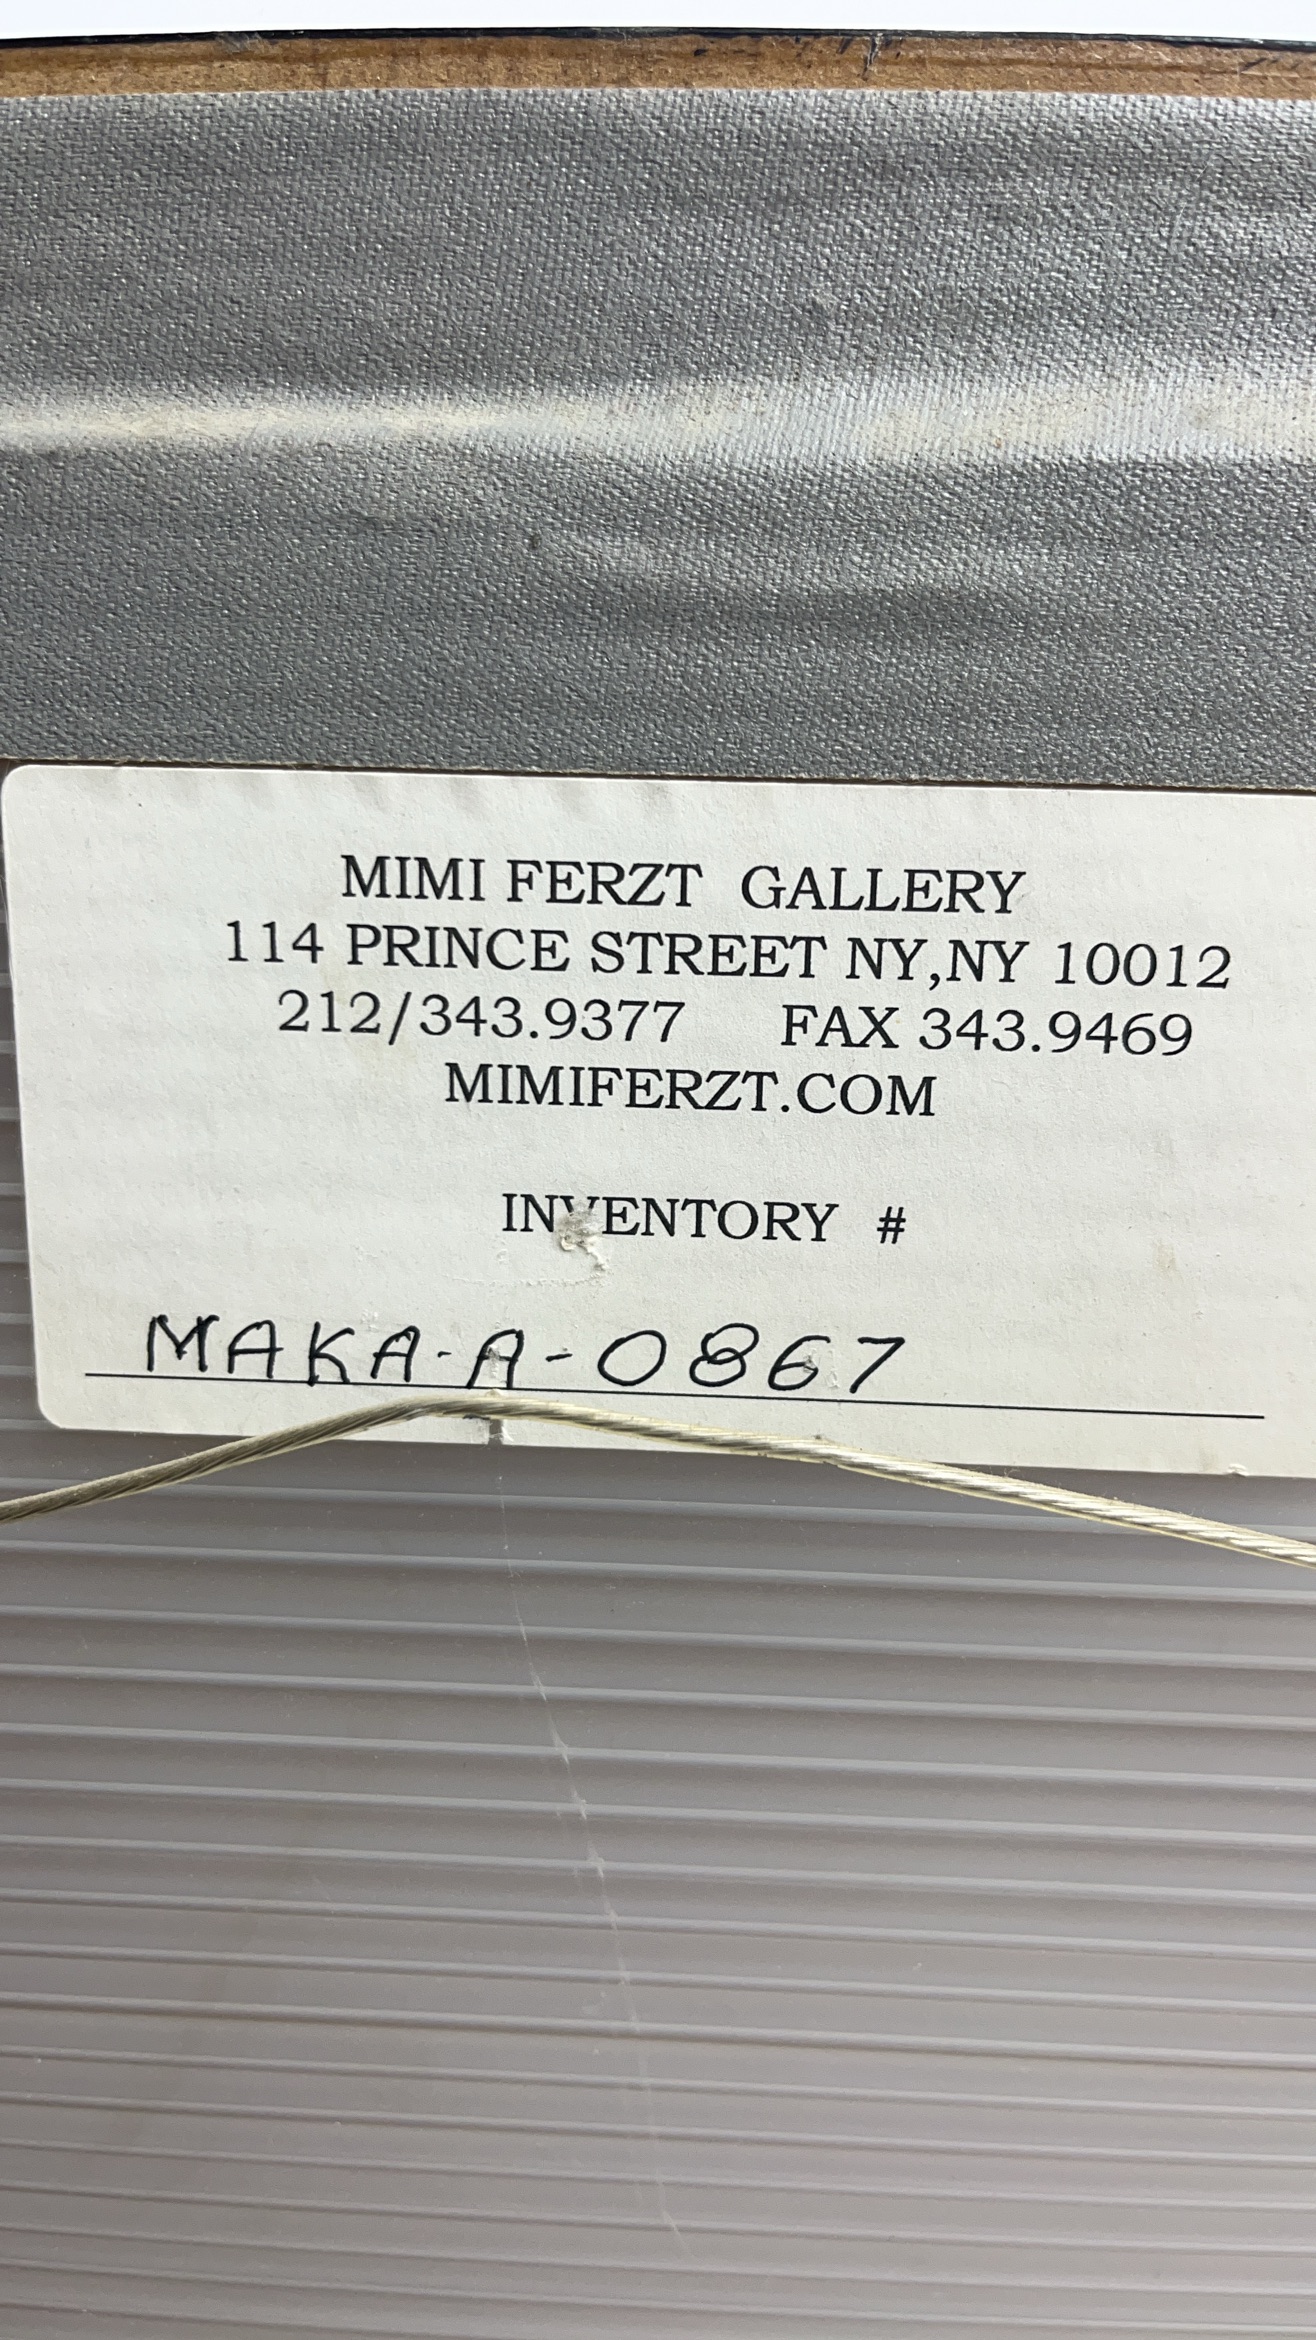 MIMI FERZT GALLERY
114 PRINCE STREET NY,NY 10012
212/343.9377 FAX 343.9469
MIMIFERZT.COM
INVENTORY #
MAKA-A-0867